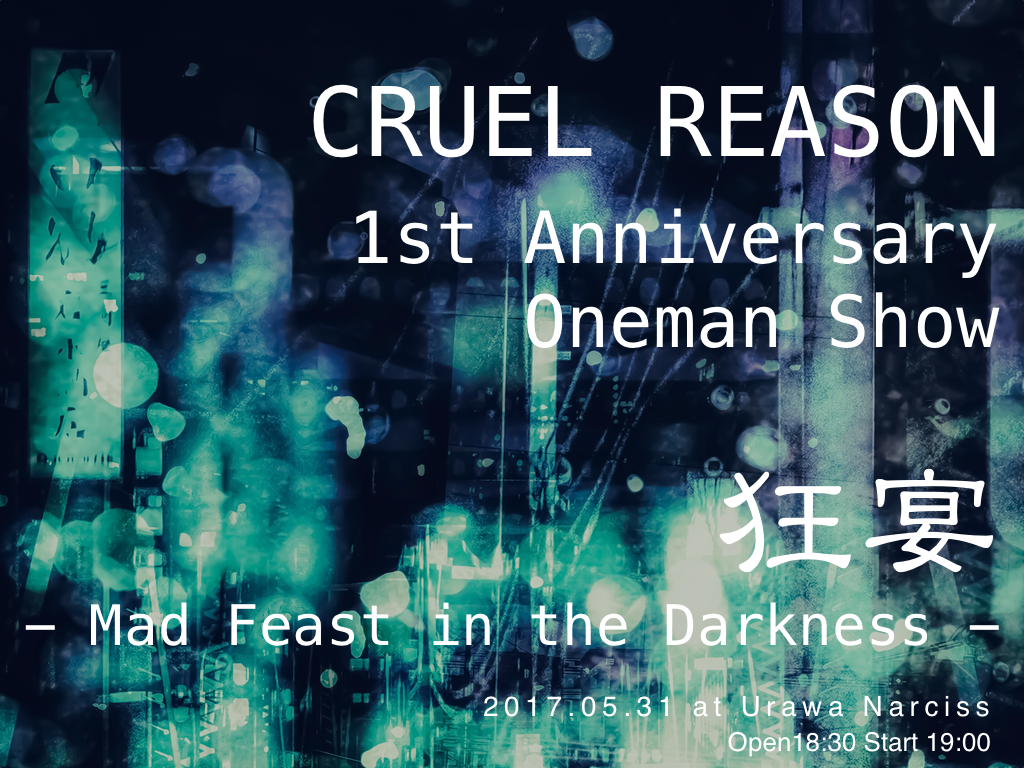 CRUEL REASON
1st Anniversary
Oneman Show
狂宴
— Mad Feast in the Darkness —
2017.05.31 at Urawa Narciss
Open18:30 Start 19:00